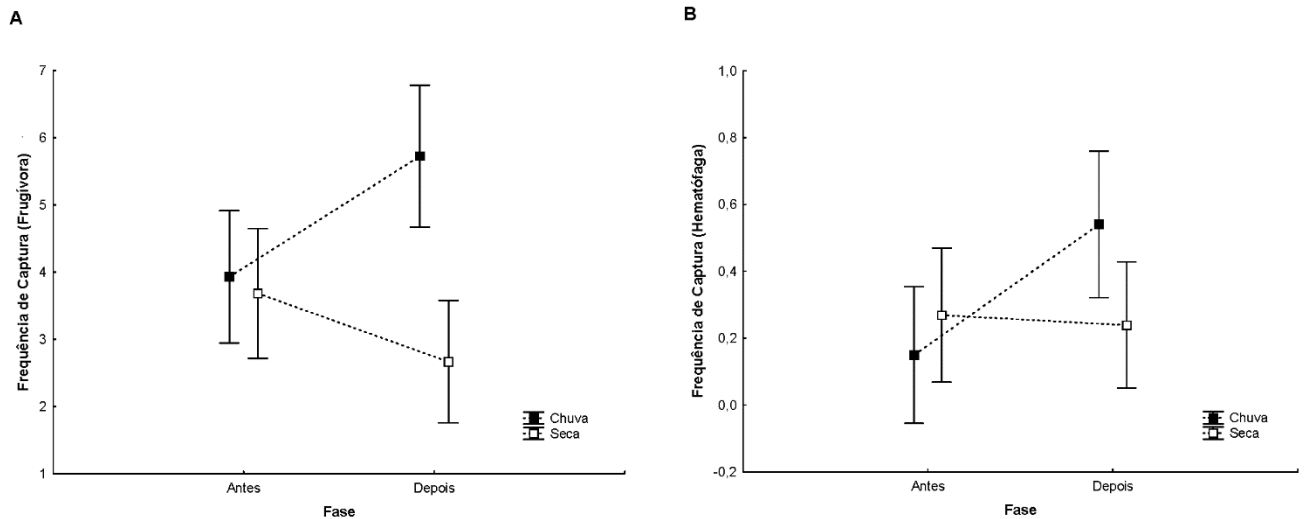 A
Frequência de Captura (Frugívora)
7
6
5
4
3
2
1
Antes
Depois
Fase
Chuva
Seca
B
Frequência de Captura (Hematófaga)
1,0
0,8
0,6
0,4
0,2
0,0
-0,2
Antes
Depois
Fase
Chuva
Seca